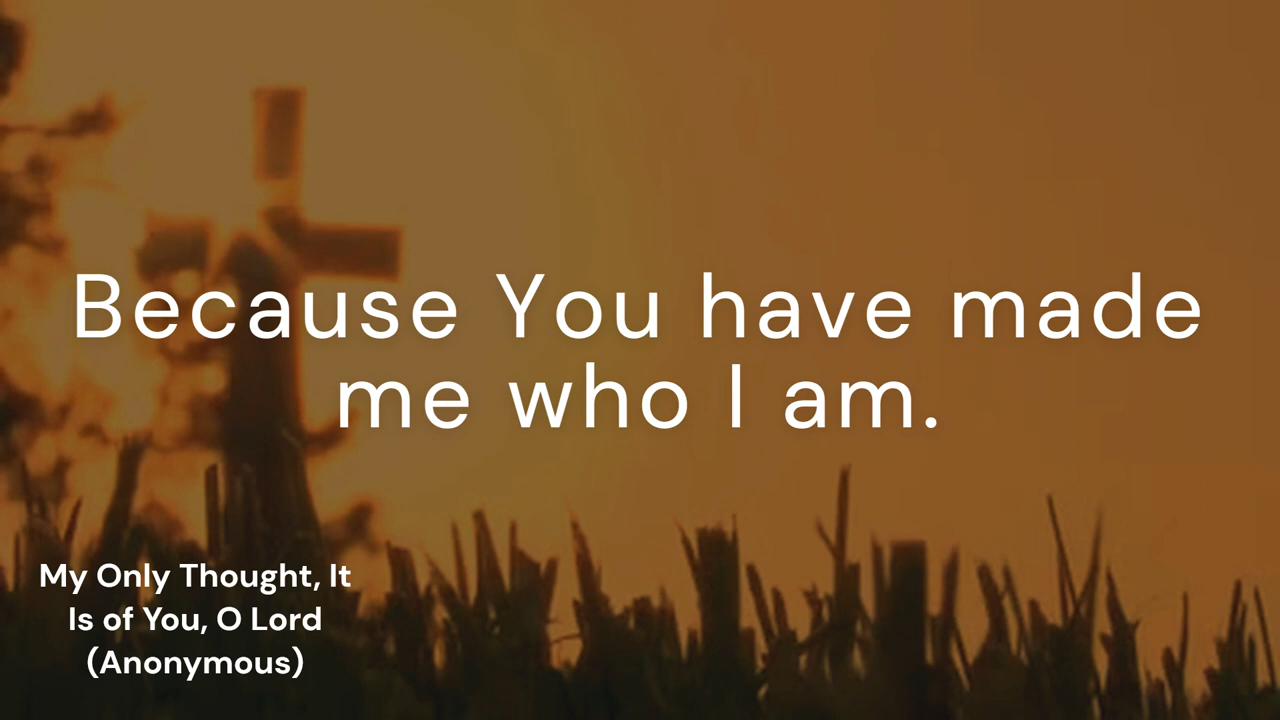 Because You have made
me who I am.
My Only Thought, It
Is of You, O Lord
(Anonymous)